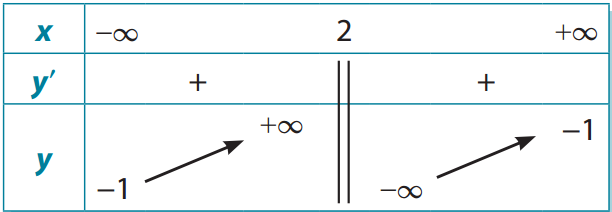 x −∞ 2 +∞
y′ + +
+∞ −1
y
−1 −∞